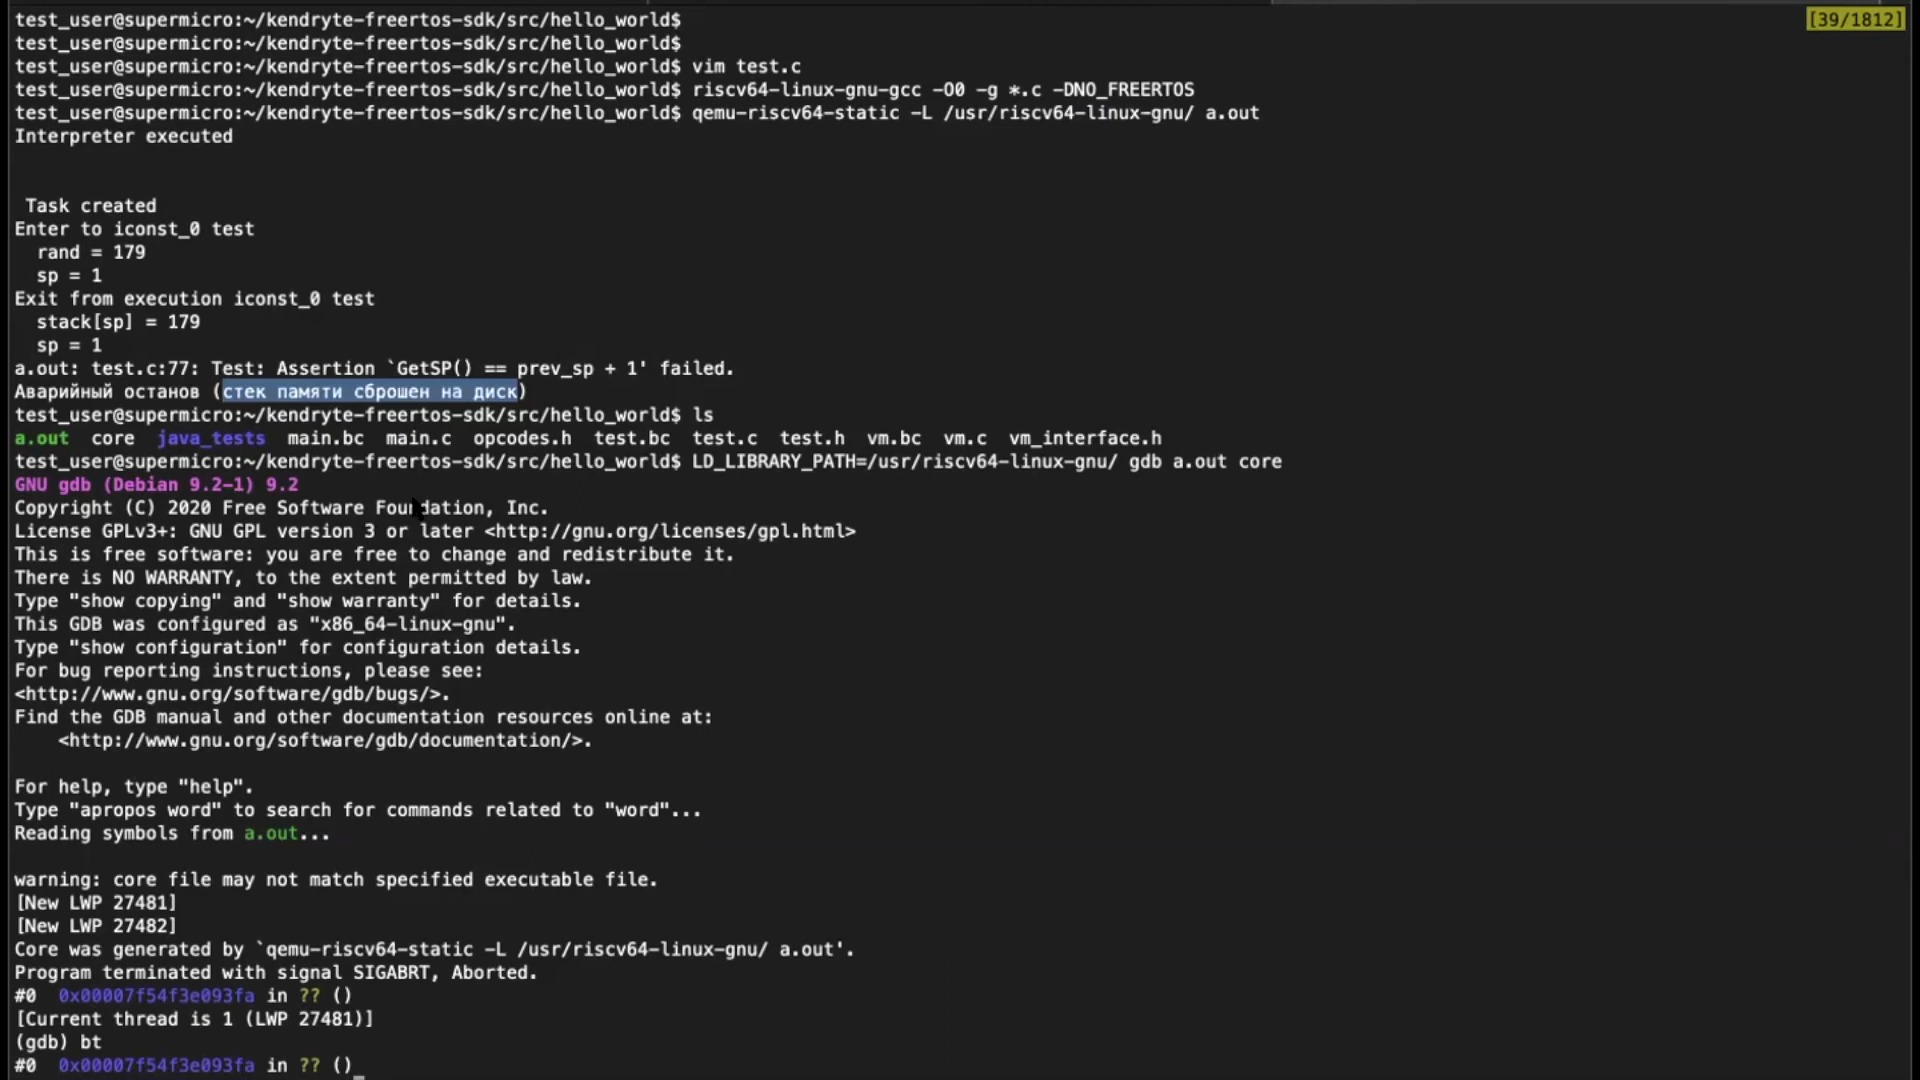 test_user@supermicro:~/kendryte-freertos-sdk/src/hello_world$
[39/1812]
test_user@supermicro:~/kendryte-freertos-sdk/src/hello_world$
test_user@supermicro:~/kendryte-freertos-sdk/src/hello_world$ vim test.c
test_user@supermicro:~/kendryte-freertos-sdk/src/hello_world$ riscv64-linux-gnu-gcc -O0 -g *.c -DNO_FREERTOS
test_user@supermicro:~/kendryte-freertos-sdk/src/hello_world$ qemu-riscv64-static -L /usr/riscv64-linux-gnu/ a.out
Interpreter executed
Task created
Enter to iconst_0 test
rand = 179
sp = 1
Exit from execution iconst_0 test
stack[sp] = 179
sp = 1
a.out: test.c:77: Test: Assertion `GetSP() == prev_sp + 1' failed.
Аварийный останов (стек памяти сброшен на диск)
test_user@supermicro:~/kendryte-freertos-sdk/src/hello_world$ ls
a.out core java_tests main.bc main.c opcodes.h test.bc test.c test.h vm.bc vm.c vm_interface.h
test_user@supermicro:~/kendryte-freertos-sdk/src/hello_world$ LD_LIBRARY_PATH=/usr/riscv64-linux-gnu/ gdb a.out core
GNU gdb (Debian 9.2-1) 9.2
Copyright (C) 2020 Free Software Foundation, Inc.
License GPLv3+: GNU GPL version 3 or later <http://gnu.org/licenses/gpl.html>
This is free software: you are free to change and redistribute it.
There is NO WARRANTY, to the extent permitted by law.
Type "show copying" and "show warranty" for details.
This GDB was configured as "x86_64-linux-gnu".
Type "show configuration" for configuration details.
For bug reporting instructions, please see:
<http://www.gnu.org/software/gdb/bugs/>.
Find the GDB manual and other documentation resources online at:
<http://www.gnu.org/software/gdb/documentation/>.
For help, type "help".
Type "apropos word" to search for commands related to "word"...
Reading symbols from a.out...
warning: core file may not match specified executable file.
[New LWP 27481]
[New LWP 27482]
Core was generated by `qemu-riscv64-static -L /usr/riscv64-linux-gnu/ a.out'.
Program terminated with signal SIGABRT, Aborted.
#0 0x00007f54f3e093fa in ?? ()
[Current thread is 1 (LWP 27481)]
(gdb) bt
#0 0x00007f54f3e093fa in ?? ()